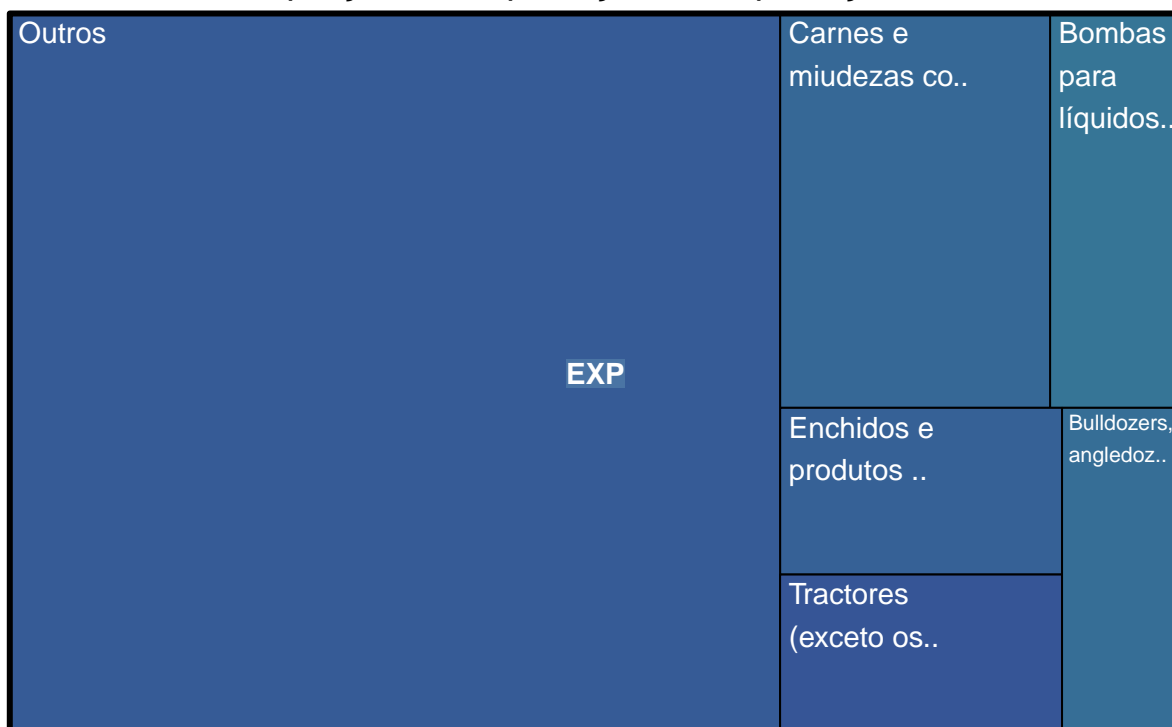 Outros
Carnes e
miudezas co..
Bombas
para
líquidos..
EXP
Enchidos e
produtos ..
Bulldozers,
angledoz..
Tractores
(exceto os..